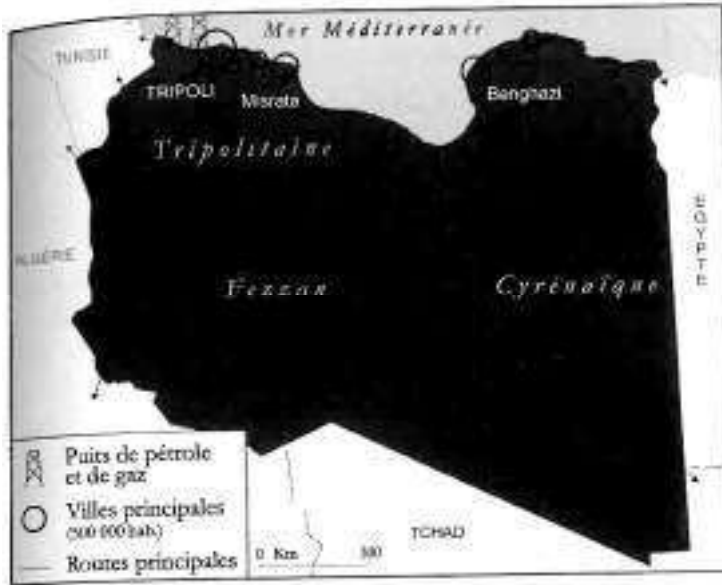 Mer Méditerranée
TUNISIE
TRIPOLI
Misrata
Benghazi
Tripolitaine
ÉGYPTE
ALGÉRIE
Fezzan
Cyrénaïque
Puits de pétrole
et de gaz
Villes principales
(500 000 hab.)
Routes principales
0 Km
TCHAD